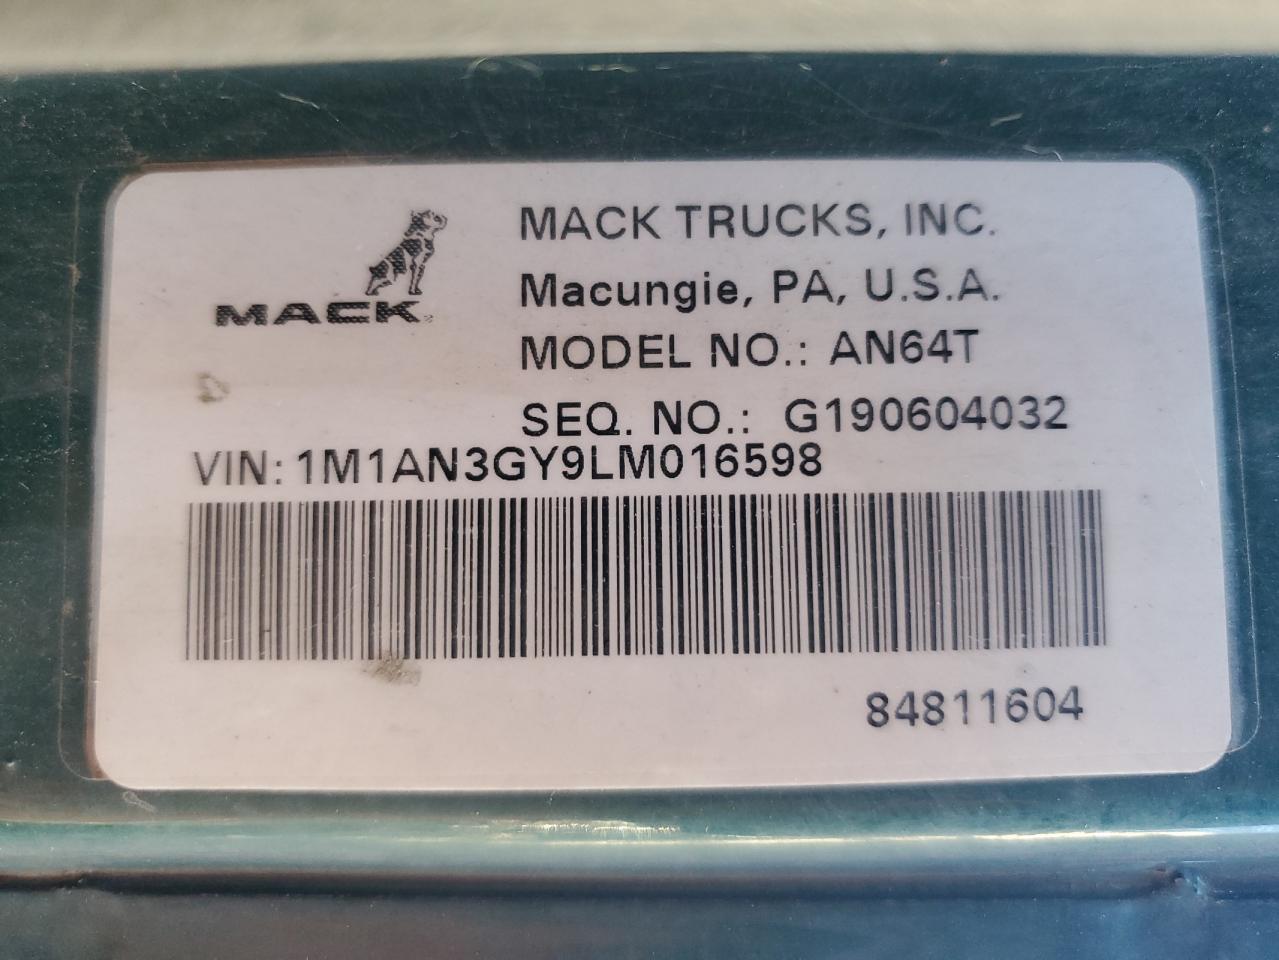 MACK TRUCKS, INC.
Macungie, PA, U.S.A.
MACK
MODEL NO.: AN64T
SEQ. NO.: G190604032
VIN: 1M1AN3GY9LM016598
84811604